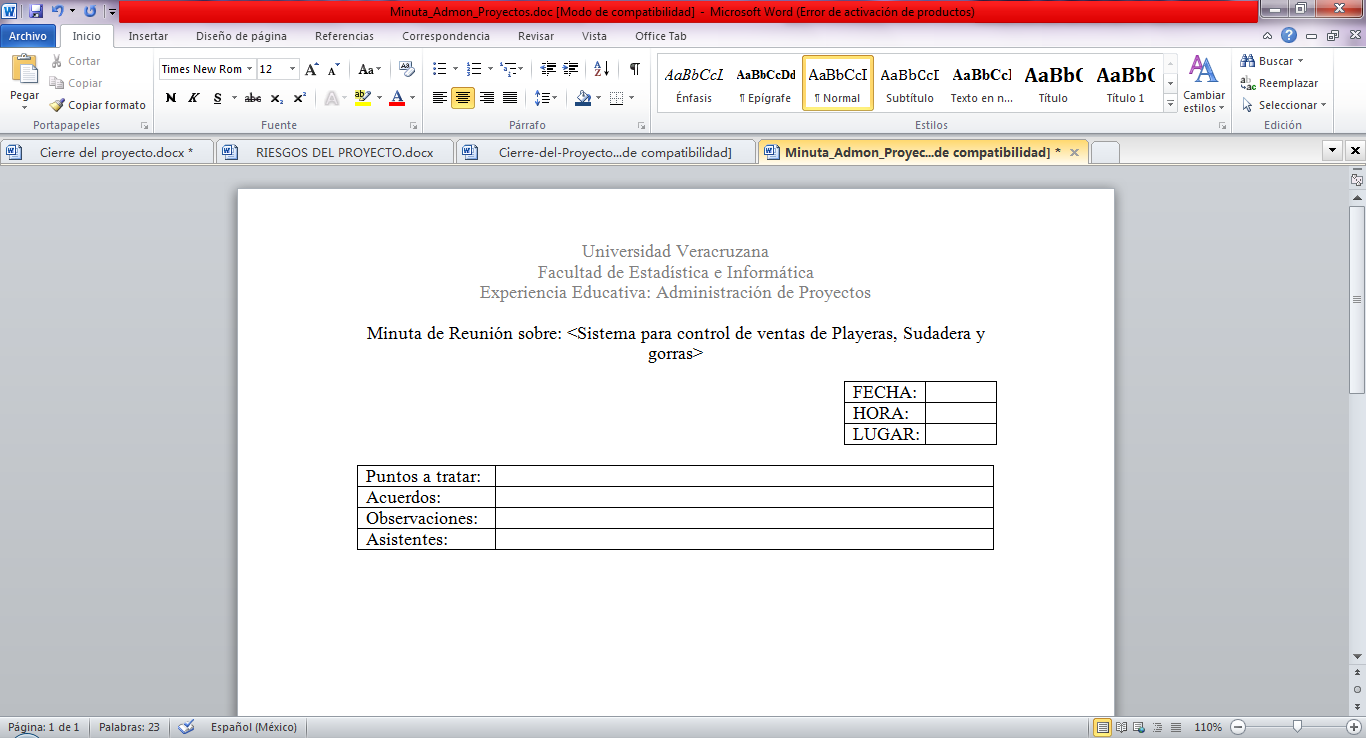 Minuta_Admon_Proyectos.doc [Modo de compatibilidad] - Microsoft Word (Error de activación de productos)
Archivo Inicio Insertar Diseño de página Referencias Correspondencia Revisar Vista Office Tab
Pegar
Cortar
Copiar
Copiar formato
Portapapeles
Times New Rom 12
N K S abc x₂ x²
Fuente
Párrafo
AaBbCcI AaBbCcDd AaBbCcI AaBbCcI AaBbCcI AaBb( AaBb(
Énfasis ¶ Epígrafe ¶ Normal Subtítulo Texto en n... Título Título 1
Estilos
Cambiar
estilos
Buscar
Reemplazar
Seleccionar
Edición
Cierre del proyecto.docx * RIESGOS DEL PROYECTO.docx Cierre-del-Proyecto...de compatibilidad] Minuta_Admon_Proyec...de compatibilidad] *
Universidad Veracruzana
Facultad de Estadística e Informática
Experiencia Educativa: Administración de Proyectos
Minuta de Reunión sobre: <Sistema para control de ventas de Playeras, Sudadera y
gorras>
FECHA:
HORA:
LUGAR:
Puntos a tratar:
Acuerdos:
Observaciones:
Asistentes:
Página: 1 de 1 Palabras: 23 Español (México) 110%